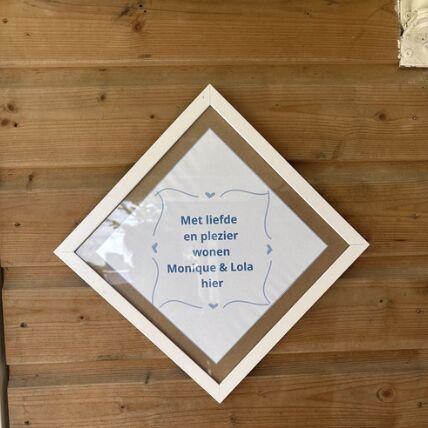 Met liefde
en plezier
wonen
Monique & Lola
hier